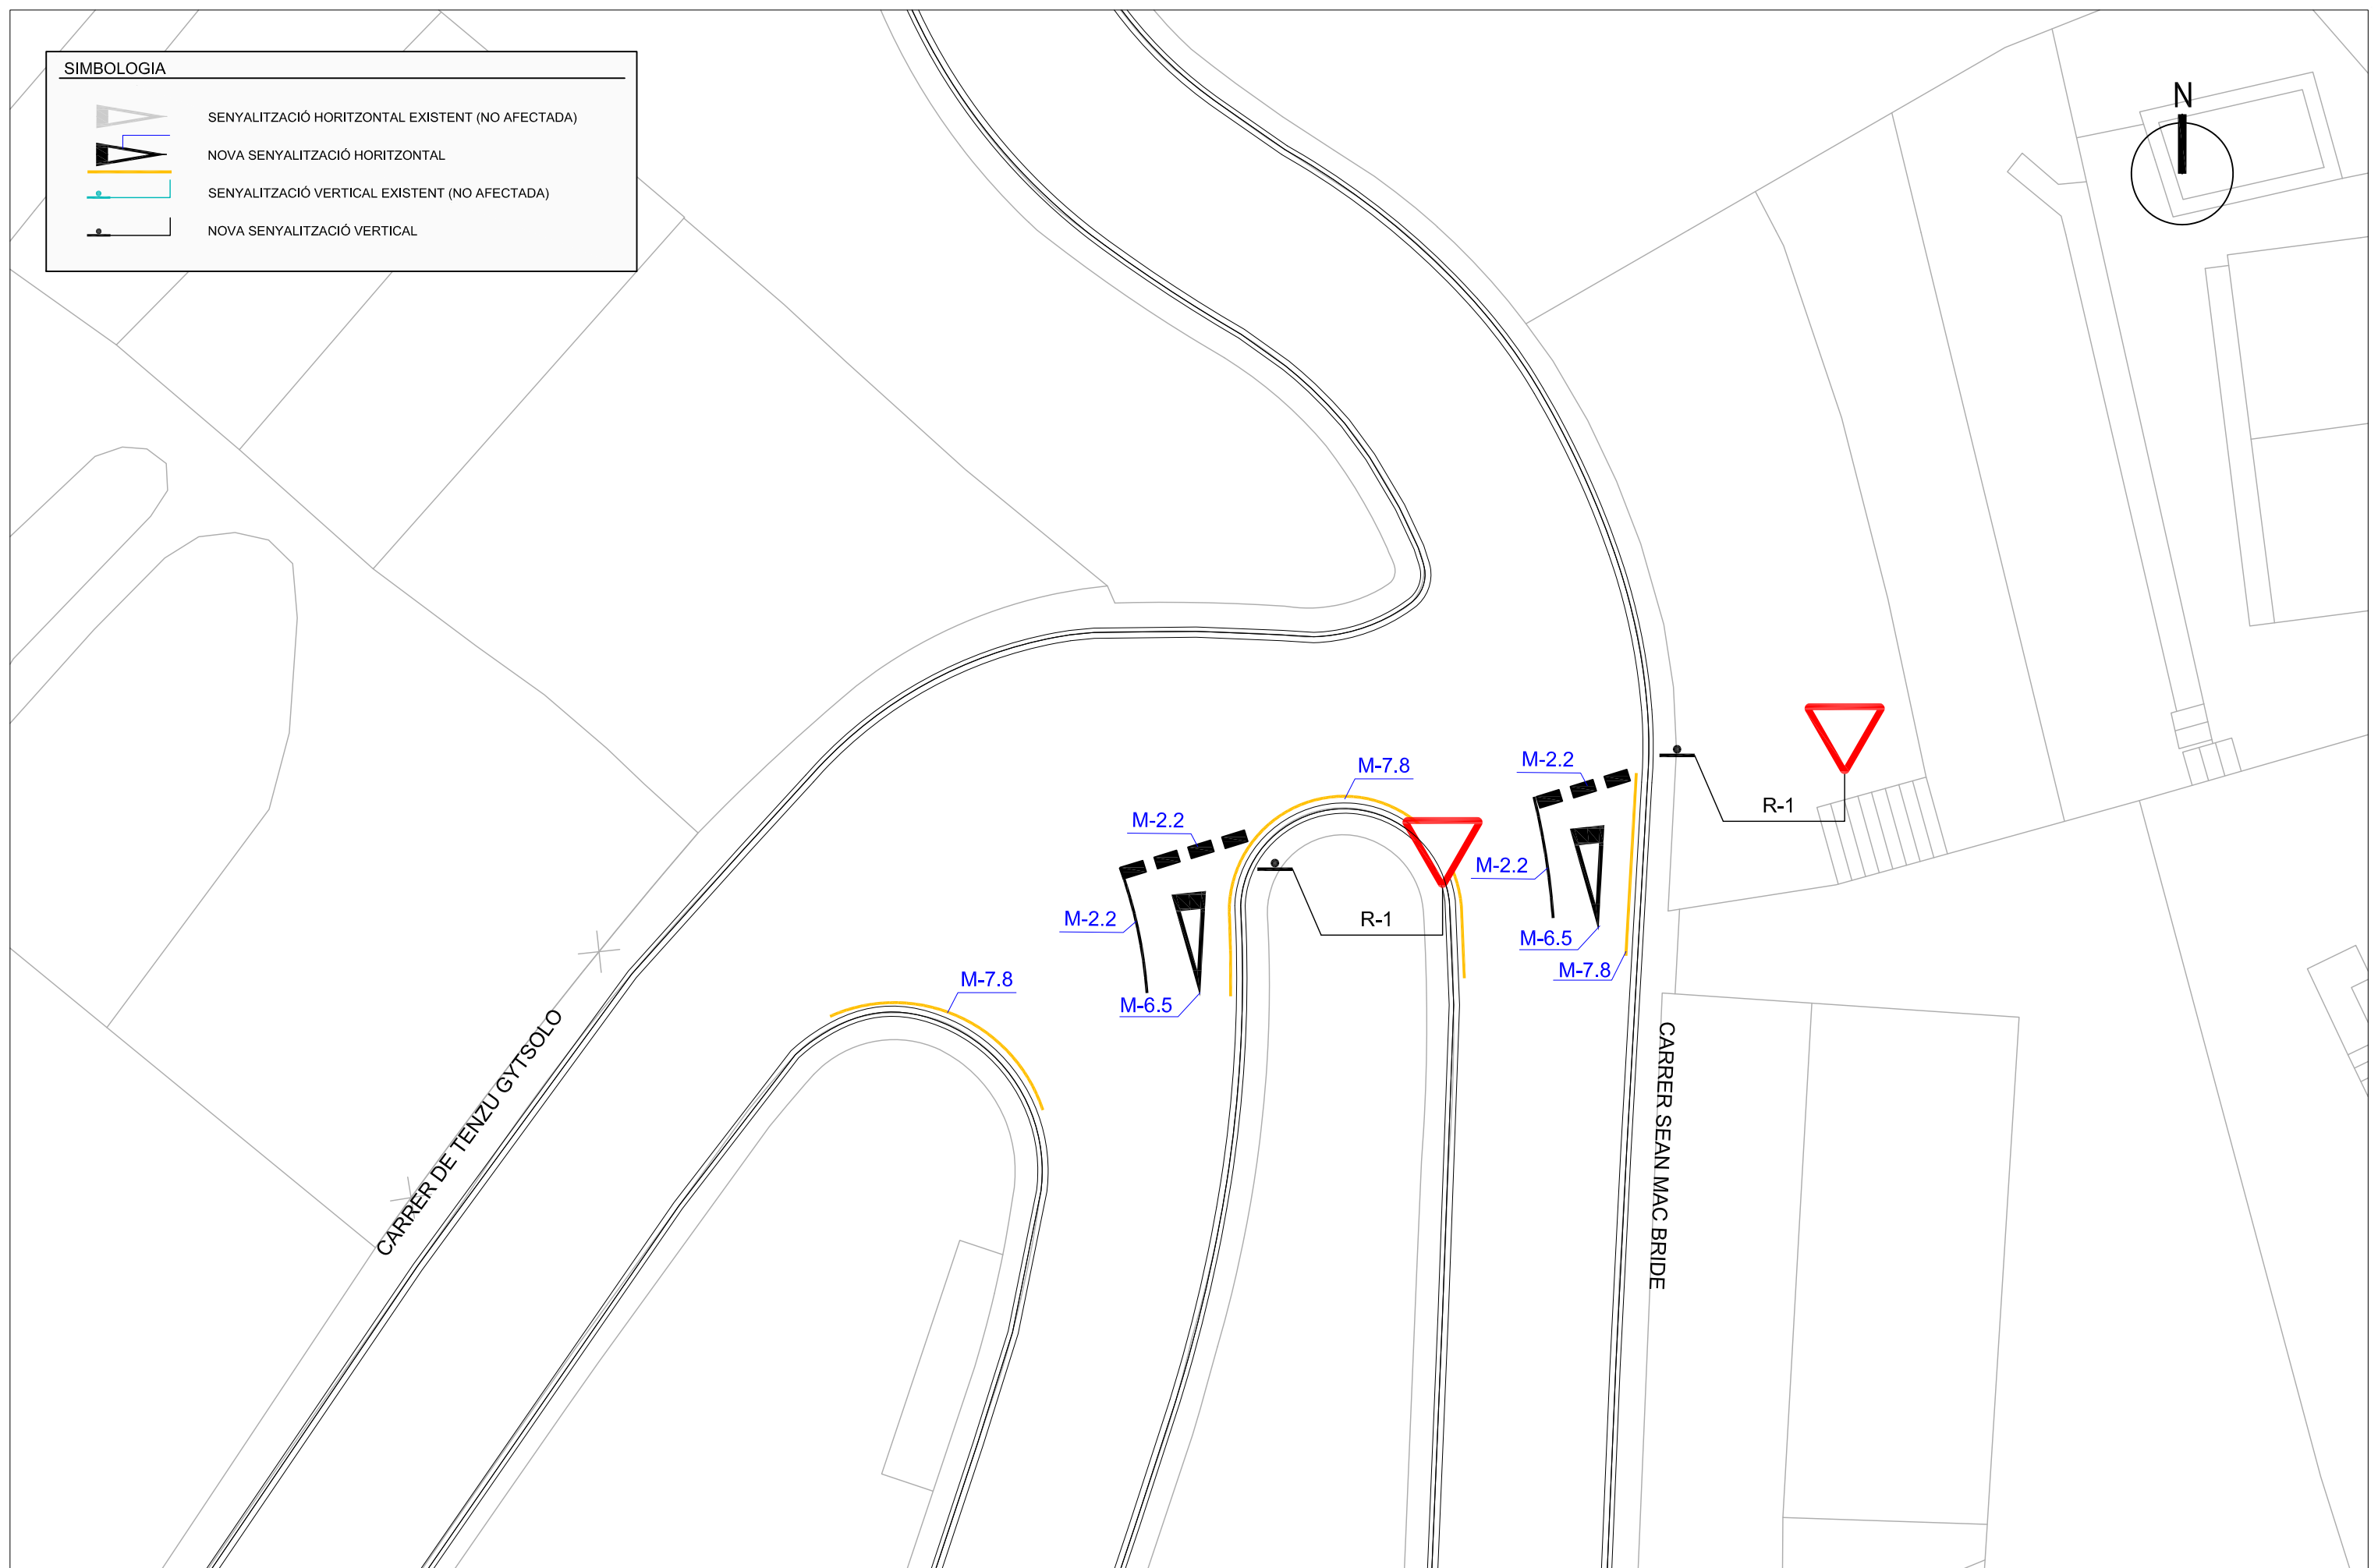 SIMBOLOGIA
SENYALITZACIÓ HORITZONTAL EXISTENT (NO AFECTADA)
NOVA SENYALITZACIÓ HORITZONTAL
SENYALITZACIÓ VERTICAL EXISTENT (NO AFECTADA)
NOVA SENYALITZACIÓ VERTICAL
N
M-7.8
M-2.2
R-1
M-2.2
M-2.2
M-2.2
R-1
M-6.5
M-7.8
M-7.8
M-6.5
CARRER DE TENZU GYTSOLO
CARRER SEAN MAC BRIDE